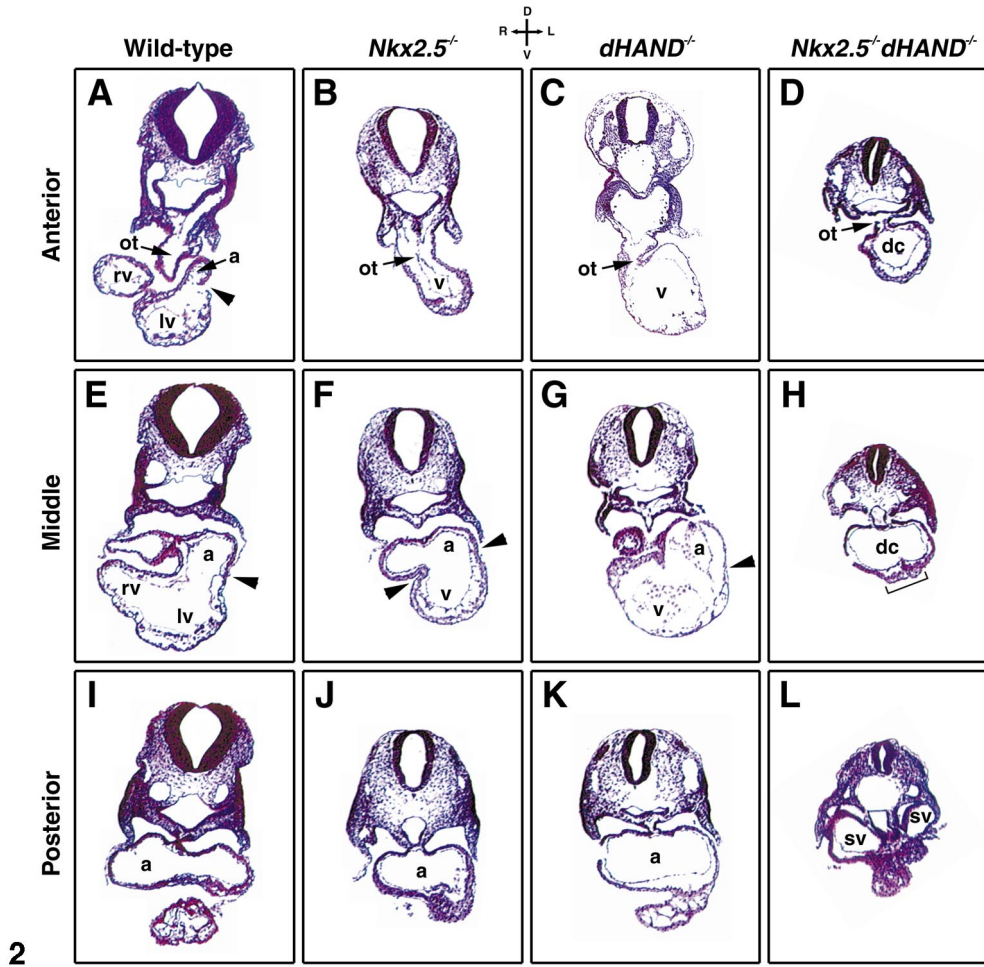 D
R L
V
Wild-type Nkx2.5-/- dHAND-/- Nkx2.5-/-dHAND-/-
Anterior
A
ot
a
rv
lv
B
ot
v
C
ot
v
D
ot
dc
Middle
E
a
rv
lv
F
a
v
G
a
v
H
dc
Posterior
I
a
J
a
K
a
L
sv
sv
2